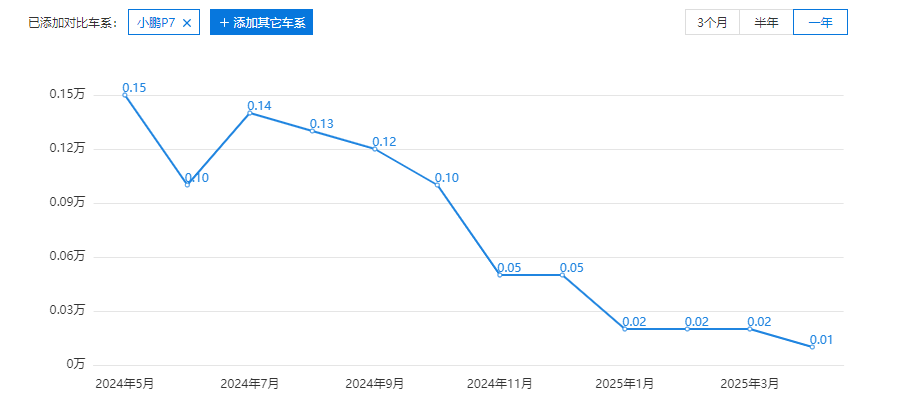 已添加对比车系： 小鹏P7 × + 添加其它车系 3个月 半年 一年
0.15万 0.15
0.14
0.13
0.12万 0.12
0.10 0.10
0.09万
0.06万 0.05 0.05
0.03万 0.02 0.02 0.02
0.01
0万
2024年5月 2024年7月 2024年9月 2024年11月 2025年1月 2025年3月